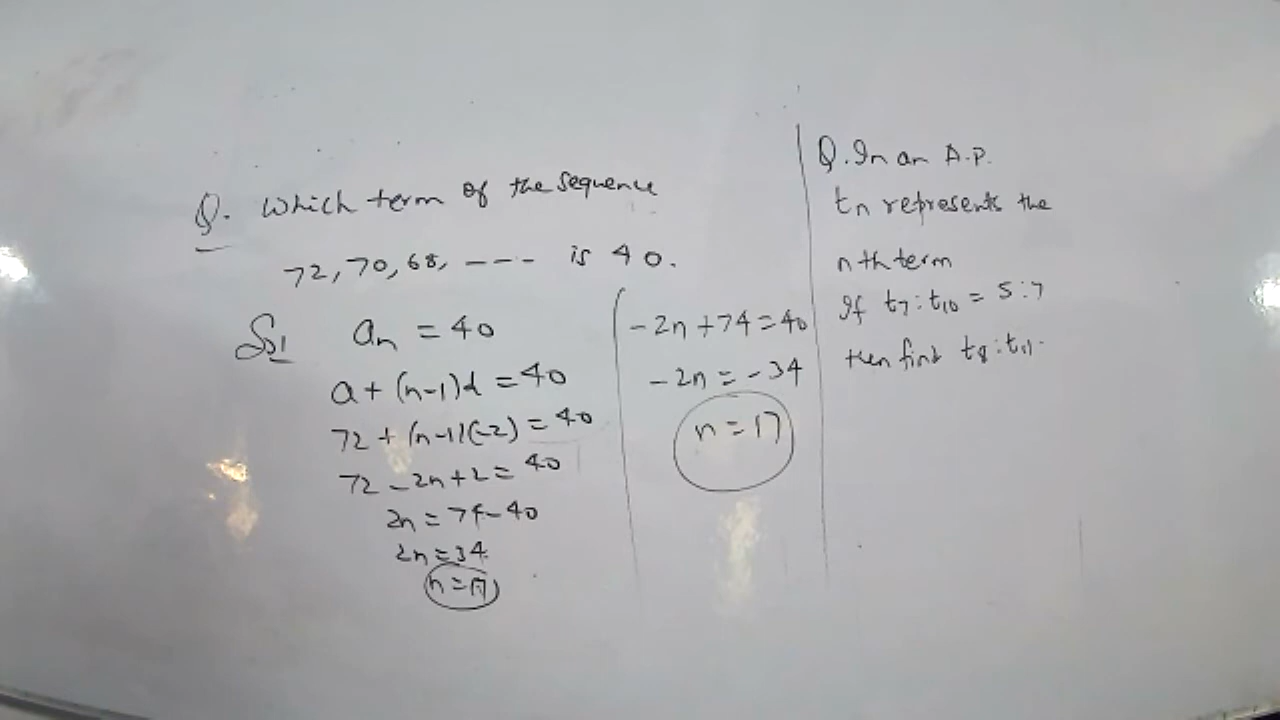 Q. Which term of the sequence
72, 70, 68, --- is 40.
Sol
an = 40
a + (n-1)d = 40
72 + (n-1)(-2) = 40
72 - 2n + 2 = 40
2n = 74 - 40
2n = 34
n = 17
-2n + 74 = 40
-2n = -34
n = 17
Q. In an A.P.
tn represents the
nth term
If t7 : t10 = 5:7
then find t8 : t11.